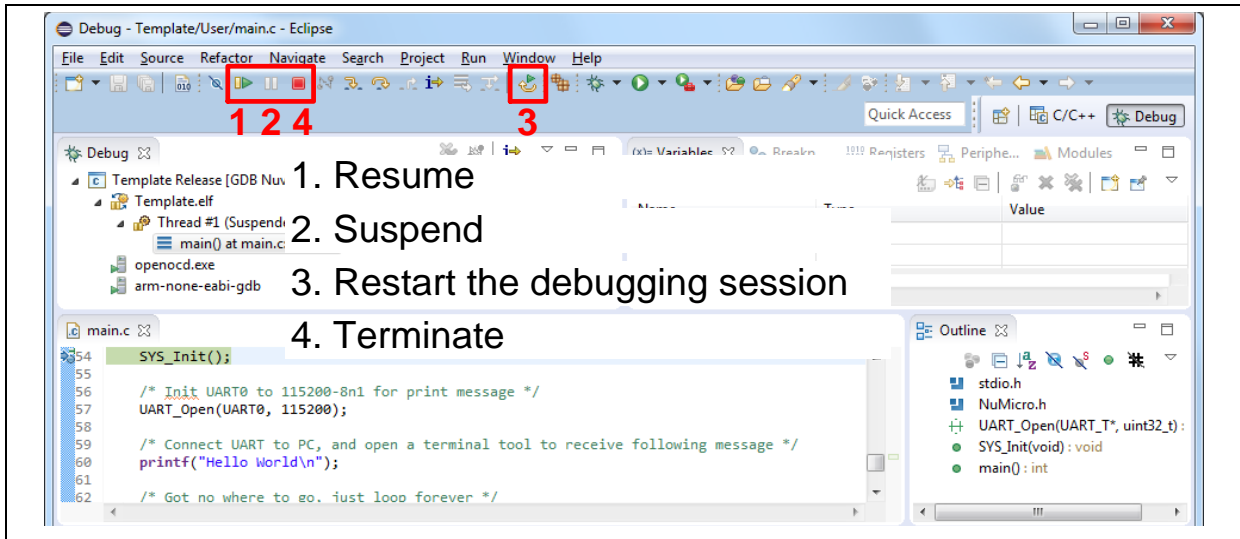 Debug - Template/User/main.c - Eclipse
File Edit Source Refactor Navigate Search Project Run Window Help
1 2 4 3
Quick Access C/C++ Debug
Debug (x)= Variables Breakp Registers Periphe... Modules
Template Release [GDB Nuv
Template.elf
Thread #1 (Suspende
main() at main.c:
openocd.exe
arm-none-eabi-gdb
Name Type Value
1. Resume
2. Suspend
3. Restart the debugging session
4. Terminate
main.c
54 SYS_Init();
55
56 /* Init UART0 to 115200-8n1 for print message */
57 UART_Open(UART0, 115200);
58
59 /* Connect UART to PC, and open a terminal tool to receive following message */
60 printf("Hello World\n");
61
62 /* Got no where to go, just loop forever */
Outline
stdio.h
NuMicro.h
UART_Open(UART_T*, uint32_t) :
SYS_Init(void) : void
main() : int